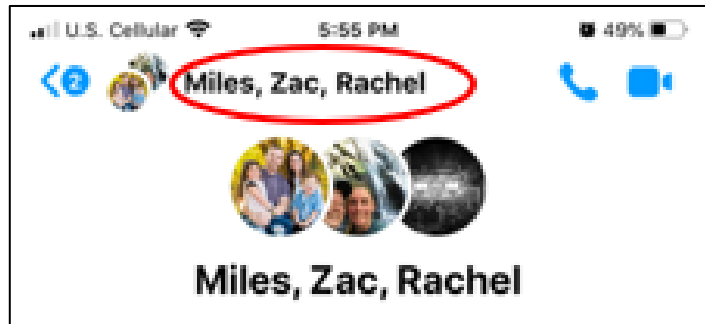 U.S. Cellular 5:55 PM 49%
2 Miles, Zac, Rachel
Miles, Zac, Rachel